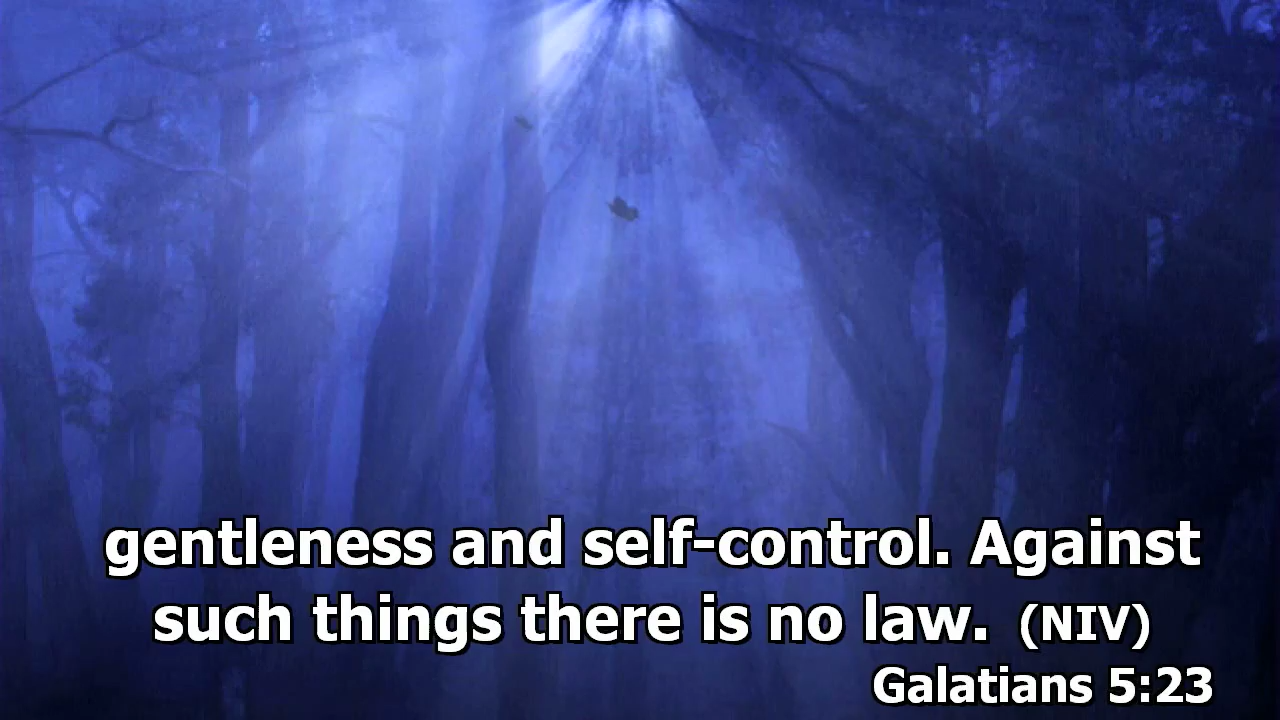 gentleness and self-control. Against
such things there is no law. (NIV)
Galatians 5:23